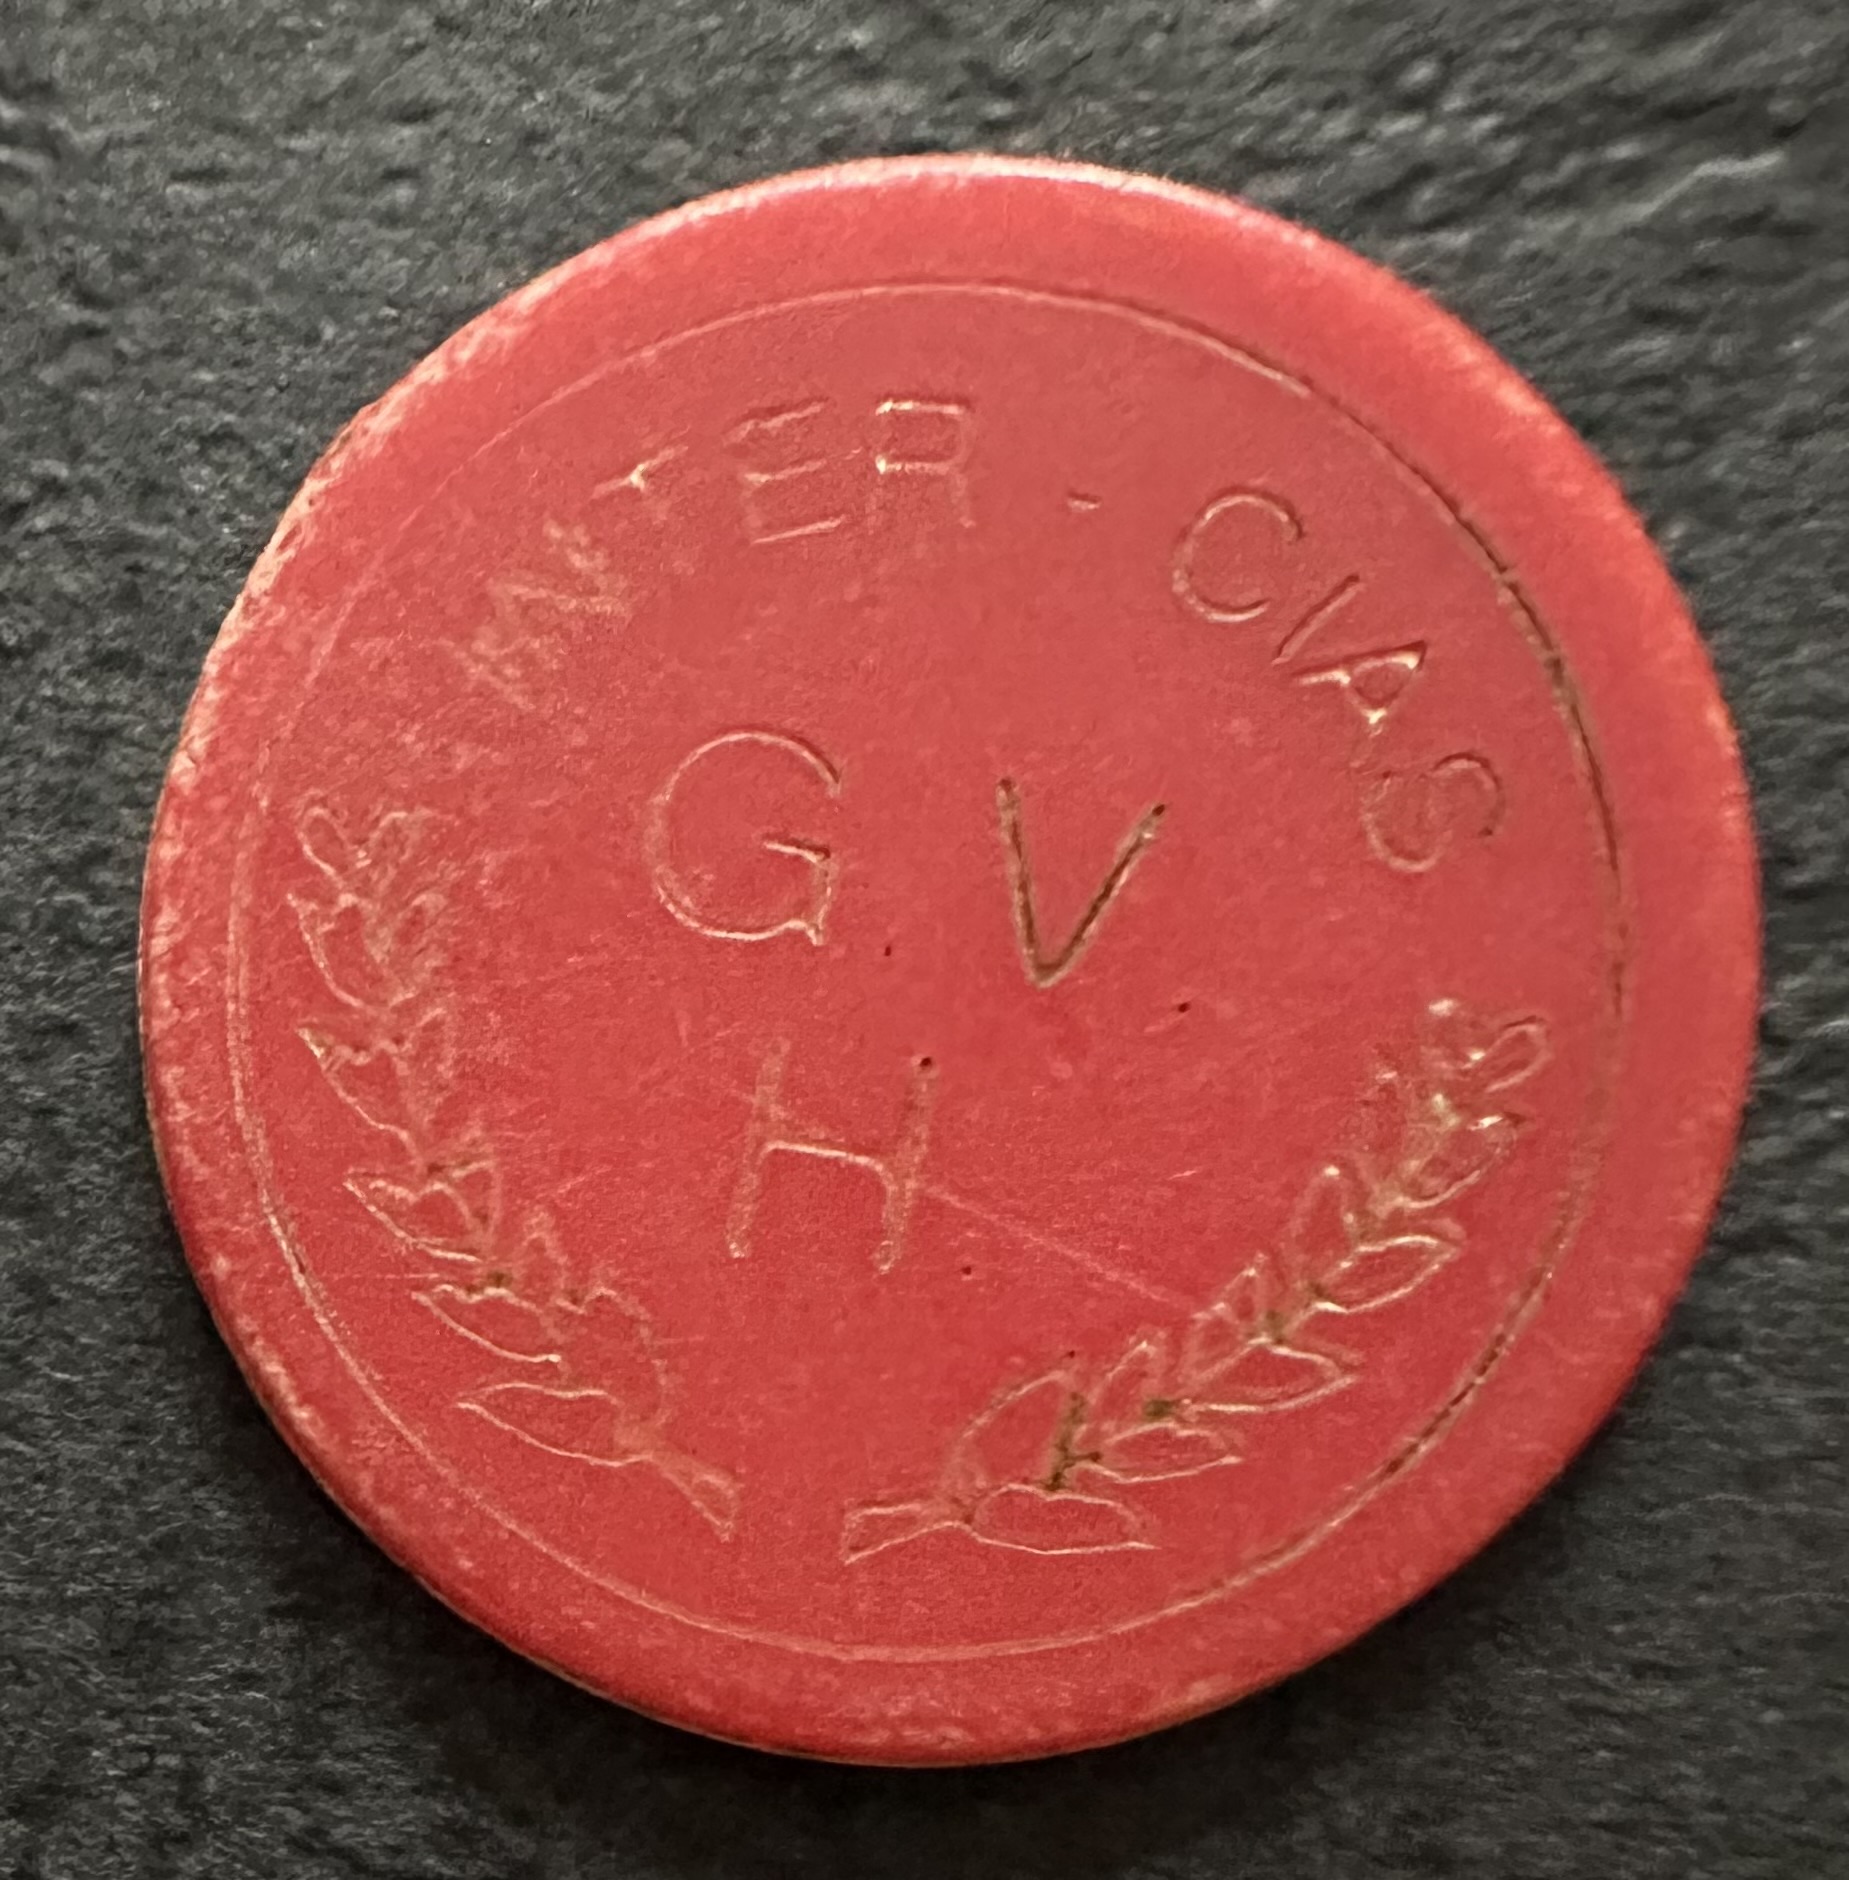 INTER - CIAS
G. V.
H.